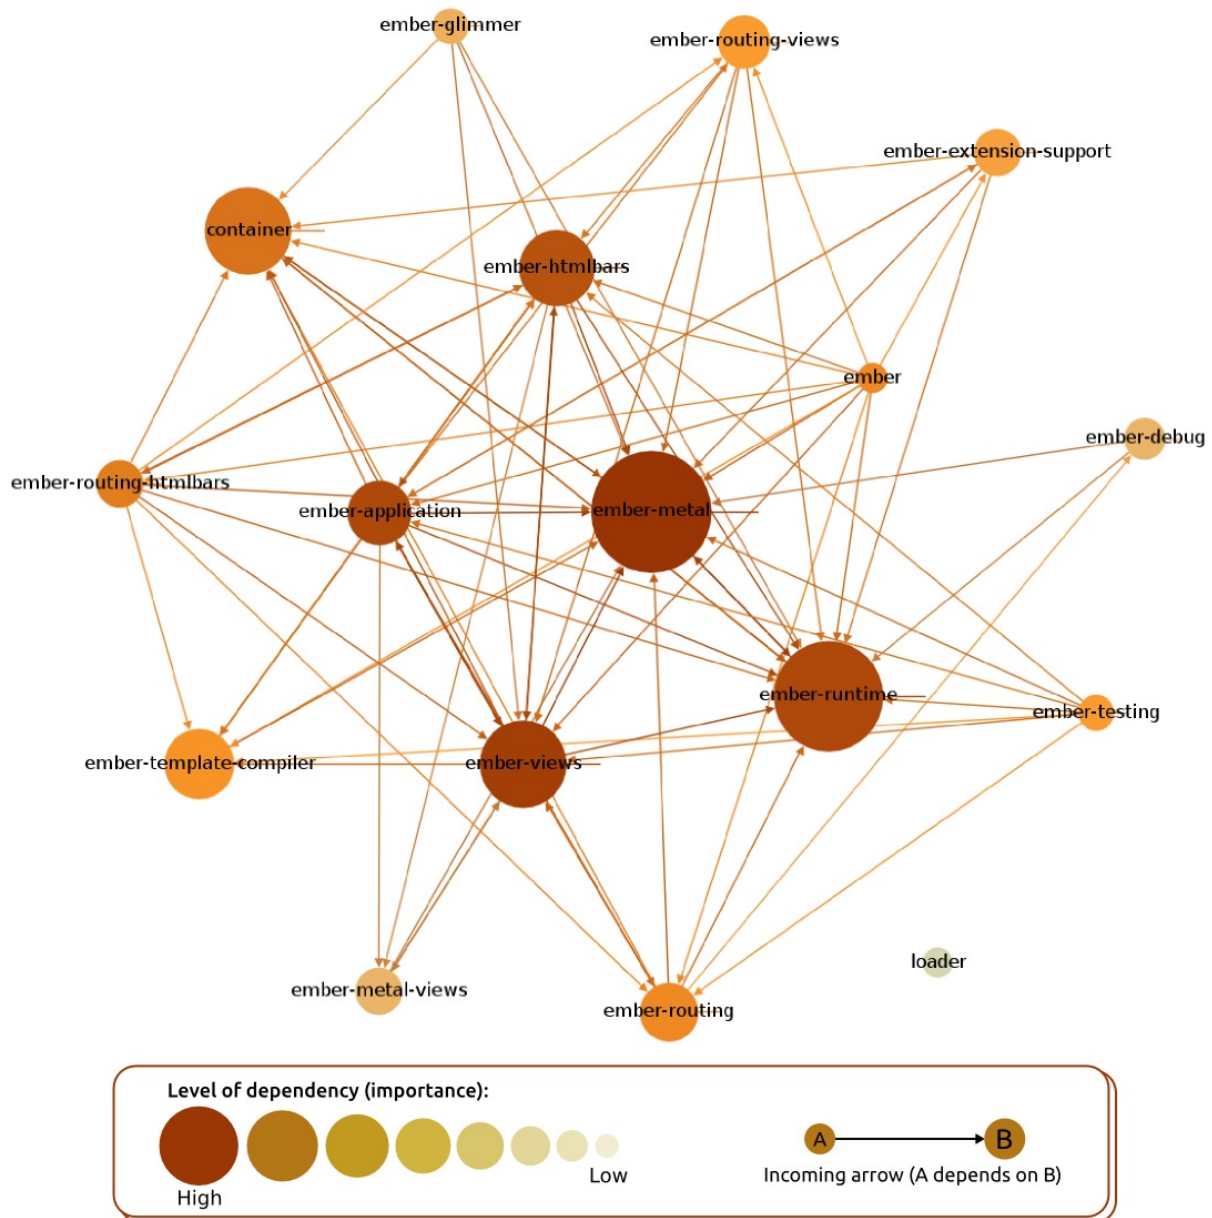 ember-glimmer
ember-routing-views
ember-extension-support
container
ember-htmlbars
ember
ember-debug
ember-routing-htmlbars
ember-application
ember-metal
ember-runtime
ember-testing
ember-template-compiler
ember-views
loader
ember-metal-views
ember-routing
Level of dependency (importance):
High
Low
A
B
Incoming arrow (A depends on B)